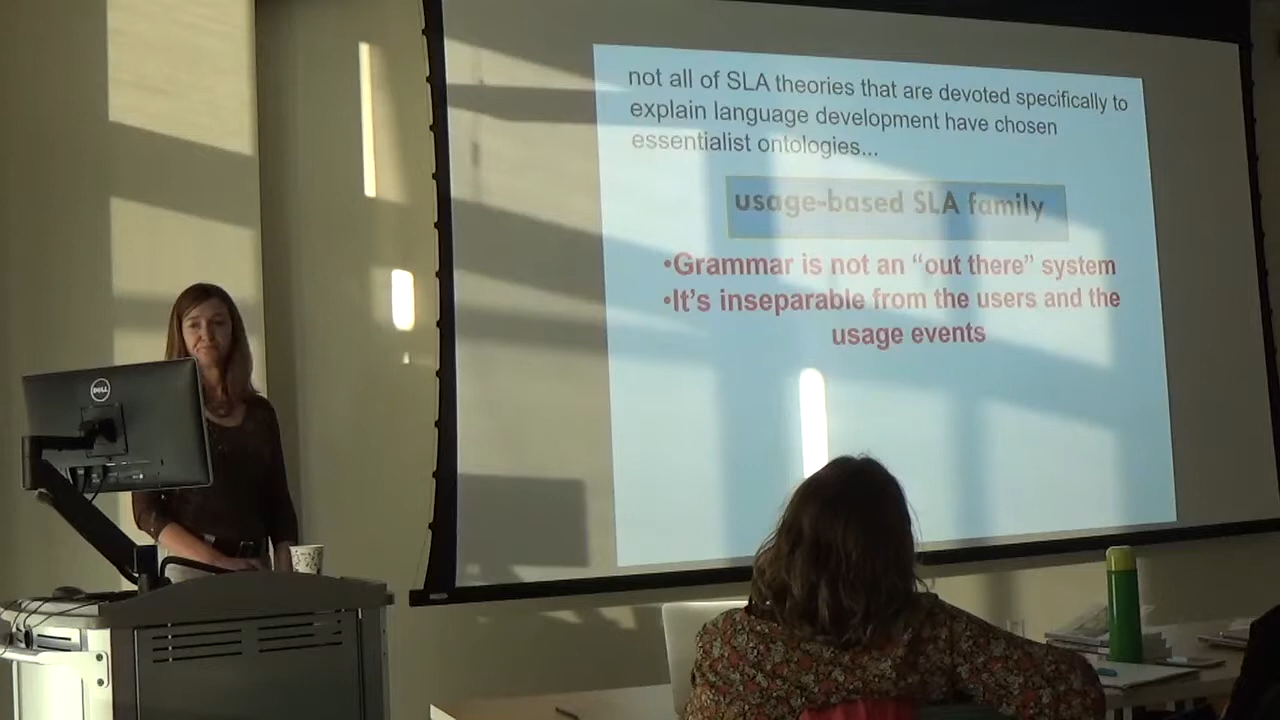 not all of SLA theories that are devoted specifically to
explain language development have chosen
essentialist ontologies...
usage-based SLA family
•Grammar is not an “out there” system
•It’s inseparable from the users and the
usage events
DELL